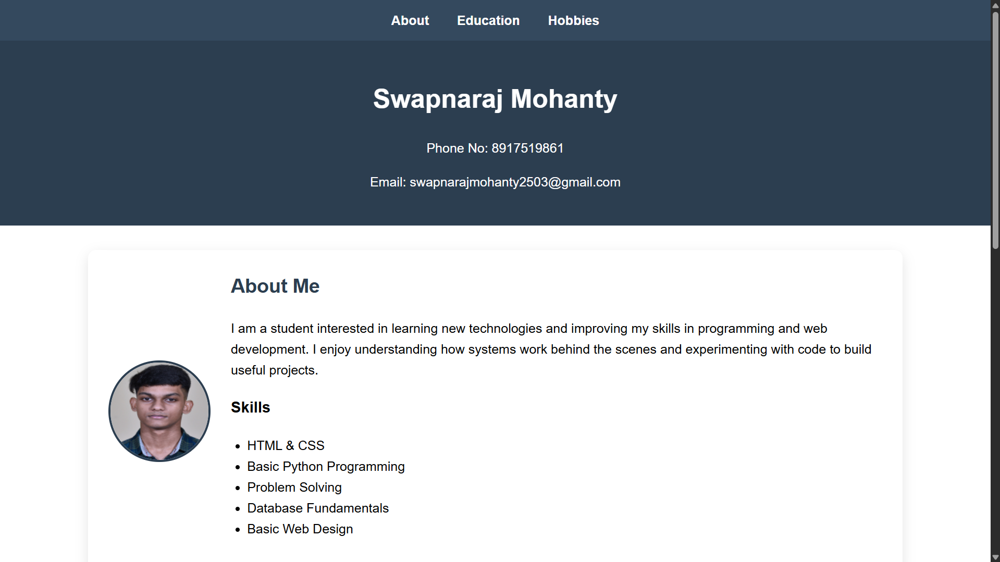 About Education Hobbies
Swapnaraj Mohanty
Phone No: 8917519861
Email: swapnarajmohanty2503@gmail.com
About Me
I am a student interested in learning new technologies and improving my skills in programming and web
development. I enjoy understanding how systems work behind the scenes and experimenting with code to build
useful projects.
Skills
• HTML & CSS
• Basic Python Programming
• Problem Solving
• Database Fundamentals
• Basic Web Design